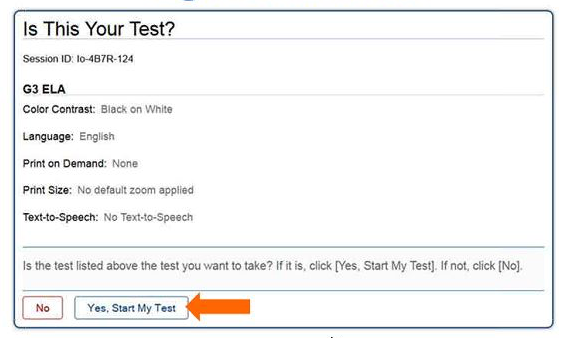 Is This Your Test?
Session ID: Io-4B7R-124
G3 ELA
Color Contrast: Black on White
Language: English
Print on Demand: None
Print Size: No default zoom applied
Text-to-Speech: No Text-to-Speech
Is the test listed above the test you want to take? If it is, click [Yes, Start My Test]. If not, click [No].
No Yes, Start My Test